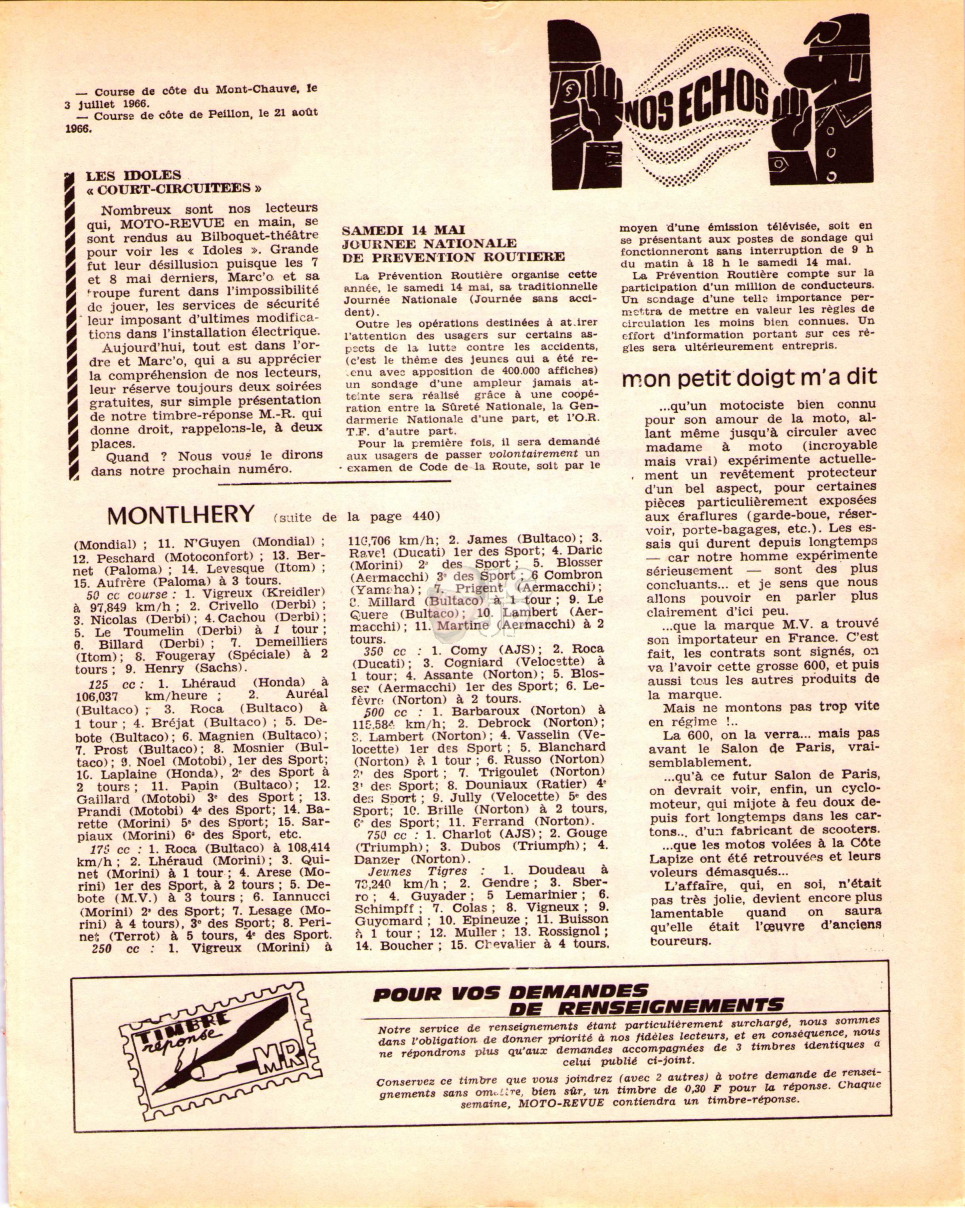 — Course de côte du Mont-Chauve, le
3 juillet 1966.
— Course de côte de Peillon, le 21 août
1966.
NOS ECHOS
LES IDOLES
« COURT-CIRCUITEES »
Nombreux sont nos lecteurs
qui, MOTO-REVUE en main, se
sont rendus au Bilboquet-théâtre
pour voir les « Idoles ». Grande
fut leur désillusion puisque les 7
et 8 mai derniers, Marc'o et sa
troupe furent dans l'impossibilité
de jouer, les services de sécurité
leur imposant d'ultimes modifica-
tions dans l'installation électrique.
Aujourd'hui, tout est dans l'or-
dre et Marc'o, qui a su apprécier
la compréhension de nos lecteurs,
leur réserve toujours deux soirées
gratuites, sur simple présentation
de notre timbre-réponse M.-R. qui
donne droit, rappelons-le, à deux
places.
Quand ? Nous vous le dirons
dans notre prochain numéro.
SAMEDI 14 MAI
JOURNEE NATIONALE
DE PREVENTION ROUTIERE
La Prévention Routière organise cette
année, le samedi 14 mai, sa traditionnelle
Journée Nationale (Journée sans acci-
dent).
Outre les opérations destinées à attirer
l'attention des usagers sur certains as-
pects de la lutte contre les accidents,
(c'est le thème des jeunes qui a été re-
tenu avec apposition de 400.000 affiches)
un sondage d'une ampleur jamais at-
teinte sera réalisé grâce à une coopé-
ration entre la Sûreté Nationale, la Gen-
darmerie Nationale d'une part, et l'O.R.
T.F. d'autre part.
Pour la première fois, il sera demandé
aux usagers de passer volontairement un
examen de Code de la Route, soit par le
moyen d'une émission télévisée, soit en
se présentant aux postes de sondage qui
fonctionneront sans interruption de 9 h
du matin à 18 h le samedi 14 mai.
La Prévention Routière compte sur la
participation d'un million de conducteurs.
Un sondage d'une telle importance per-
mettra de mettre en valeur les règles de
circulation les moins bien connues. Un
effort d'information portant sur ces rè-
gles sera ultérieurement entrepris.
mon petit doigt m'a dit
...qu'un motociste bien connu
pour son amour de la moto, al-
lant même jusqu'à circuler avec
madame à moto (incroyable
mais vrai) expérimente actuelle-
ment un revêtement protecteur
d'un bel aspect, pour certaines
pièces particulièrement exposées
aux éraflures (garde-boue, réser-
voir, porte-bagages, etc.). Les es-
sais qui durent depuis longtemps
— car notre homme expérimente
sérieusement — sont des plus
concluants... et je sens que nous
allons pouvoir en parler plus
clairement d'ici peu.
...que la marque M.V. a trouvé
son importateur en France. C'est
fait, les contrats sont signés, on
va l'avoir cette grosse 600, et puis
aussi tous les autres produits de
la marque.
Mais ne montons pas trop vite
en régime !..
La 600, on la verra... mais pas
avant le Salon de Paris, vrai-
semblablement.
...qu'à ce futur Salon de Paris,
on devrait voir, enfin, un cyclo-
moteur, qui mijote à feu doux de-
puis fort longtemps dans les car-
tons... d'un fabricant de scooters.
...que les motos volées à la Côte
Lapize ont été retrouvées et leurs
voleurs démasqués...
L'affaire, qui, en soi, n'était
pas très jolie, devient encore plus
lamentable quand on saura
qu'elle était l'œuvre d'anciens
coureurs.
MONTLHERY (suite de la page 440)
(Mondial) ; 11. N'Guyen (Mondial) ;
12. Peschard (Motoconfort) ; 13. Ber-
net (Paloma) ; 14. Levesque (Itom) ;
15. Aufrère (Paloma) à 3 tours.
50 cc course : 1. Vigreux (Kreidler)
à 97,849 km/h ; 2. Crivello (Derbi) ;
3. Nicolas (Derbi) ; 4. Cachou (Derbi) ;
5. Le Toumelin (Derbi) à 1 tour ;
6. Billard (Derbi) ; 7. Demeilliers
(Itom) ; 8. Fougeray (Spéciale) à 2
tours ; 9. Henry (Sachs).
125 cc : 1. Lhéraud (Honda) à
106,037 km/heure ; 2. Auréal
(Bultaco) ; 3. Roca (Bultaco) à
1 tour ; 4. Bréjat (Bultaco) ; 5. De-
bote (Bultaco) ; 6. Magnien (Bultaco) ;
7. Prost (Bultaco) ; 8. Mosnier (Bul-
taco) ; 9. Noel (Motobi), 1er des Sport;
10. Laplaine (Honda), 2e des Sport à
2 tours ; 11. Papin (Bultaco) ; 12.
Gaillard (Motobi) 3e des Sport ; 13.
Prandi (Motobi) 4e des Sport; 14. Ba-
rette (Morini) 5e des Sport; 15. Sar-
piaux (Morini) 6e des Sport, etc.
175 cc : 1. Roca (Bultaco) à 108,414
km/h ; 2. Lhéraud (Morini) ; 3. Qui-
net (Morini) à 1 tour ; 4. Arese (Mo-
rini) 1er des Sport, à 2 tours ; 5. De-
bote (M.V.) à 3 tours ; 6. Iannucci
(Morini) 2e des Sport; 7. Lesage (Mo-
rini) à 4 tours), 3e des Sport; 8. Peri-
net (Terrot) à 5 tours, 4e des Sport.
250 cc : 1. Vigreux (Morini) à
110,706 km/h; 2. James (Bultaco); 3.
Ravel (Ducati) 1er des Sport; 4. Daric
(Morini) 2e des Sport ; 5. Blosser
(Aermacchi) 3e des Sport ; 6 Combron
(Yamaha); 7. Prigent (Aermacchi);
8. Millard (Bultaco) à 1 tour ; 9. Le
Quere (Bultaco); 10. Lambert (Aer-
macchi); 11. Martine (Aermacchi) à 2
tours.
350 cc : 1. Comy (AJS); 2. Roca
(Ducati); 3. Cogniard (Velocette) à
1 tour; 4. Assante (Norton); 5. Blos-
ser (Aermacchi) 1er des Sport; 6. Le-
fèvre (Norton) à 2 tours.
500 cc : 1. Barbaroux (Norton) à
115,584 km/h; 2. Debrock (Norton);
3. Lambert (Norton); 4. Vasselin (Ve-
locette) 1er des Sport ; 5. Blanchard
(Norton) à 1 tour ; 6. Russo (Norton)
2e des Sport ; 7. Trigoulet (Norton)
3e des Sport; 8. Douniaux (Ratier) 4e
des Sport ; 9. Jully (Velocette) 5e des
Sport; 10. Brille (Norton) à 2 tours,
6e des Sport; 11. Ferrand (Norton).
750 cc : 1. Charlot (AJS); 2. Gouge
(Triumph); 3. Dubos (Triumph); 4.
Danzer (Norton).
Jeunes Tigres : 1. Doudeau à
73,240 km/h ; 2. Gendre ; 3. Sber-
ro ; 4. Guyader ; 5 Lemarinier ; 6.
Schimpff ; 7. Colas ; 8. Vigneux ; 9.
Guyomard ; 10. Epineuze ; 11. Buisson
à 1 tour ; 12. Muller ; 13. Rossignol ;
14. Boucher ; 15. Chevalier à 4 tours.
TIMBRE
réponse
MR
POUR VOS DEMANDES
DE RENSEIGNEMENTS
Notre service de renseignements étant particulièrement surchargé, nous sommes
dans l'obligation de donner priorité à nos fidèles lecteurs, et en conséquence, nous
ne répondrons plus qu'aux demandes accompagnées de 3 timbres identiques à
celui publié ci-joint.
Conservez ce timbre que vous joindrez (avec 2 autres) à votre demande de rensei-
gnements sans omettre, bien sûr, un timbre de 0,30 F pour la réponse. Chaque
semaine, MOTO-REVUE contiendra un timbre-réponse.